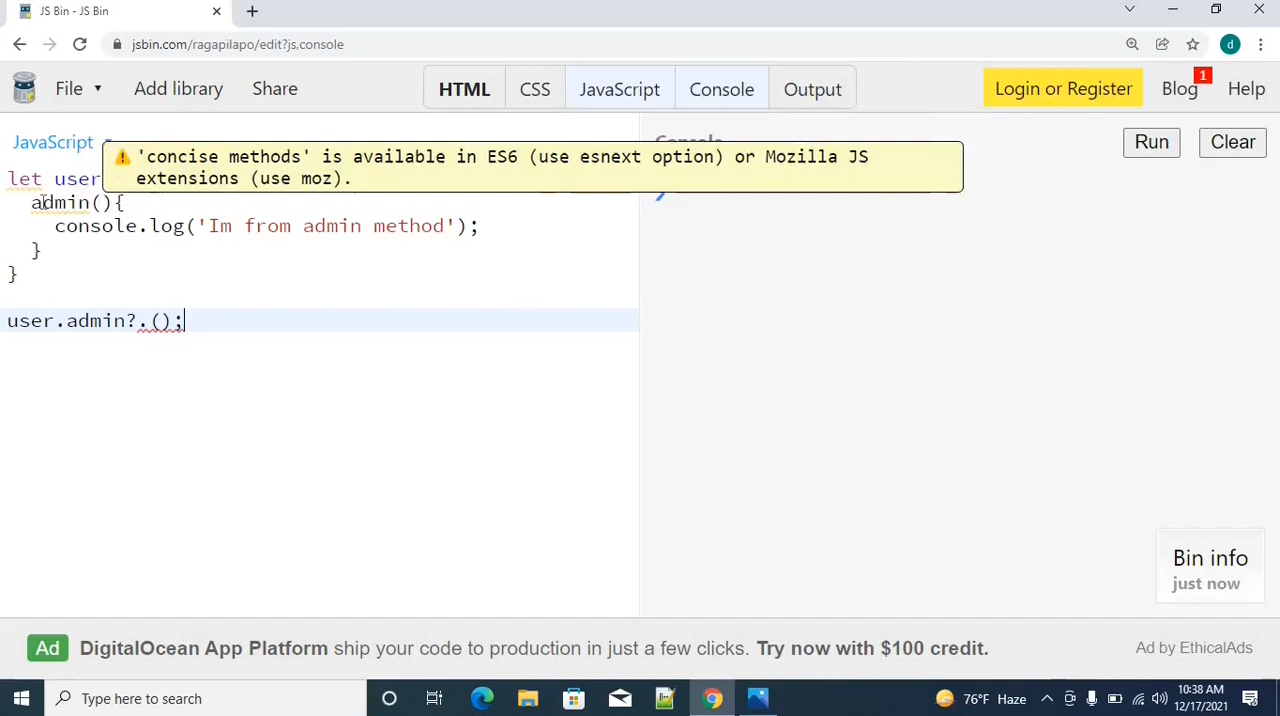 JS Bin - JS Bin
jsbin.com/ragapilapo/edit?js,console
d
File
Add library
Share
HTML
CSS
JavaScript
Console
Output
Login or Register
Blog
1
Help
JavaScript
Console
Run
Clear
'concise methods' is available in ES6 (use esnext option) or Mozilla JS
extensions (use moz).
let user
admin(){
console.log('Im from admin method');
}
}
user.admin?.();
Bin info
just now
Ad
DigitalOcean App Platform ship your code to production in just a few clicks. Try now with $100 credit.
Ad by EthicalAds
Type here to search
76°F Haze
10:38 AM
12/17/2021